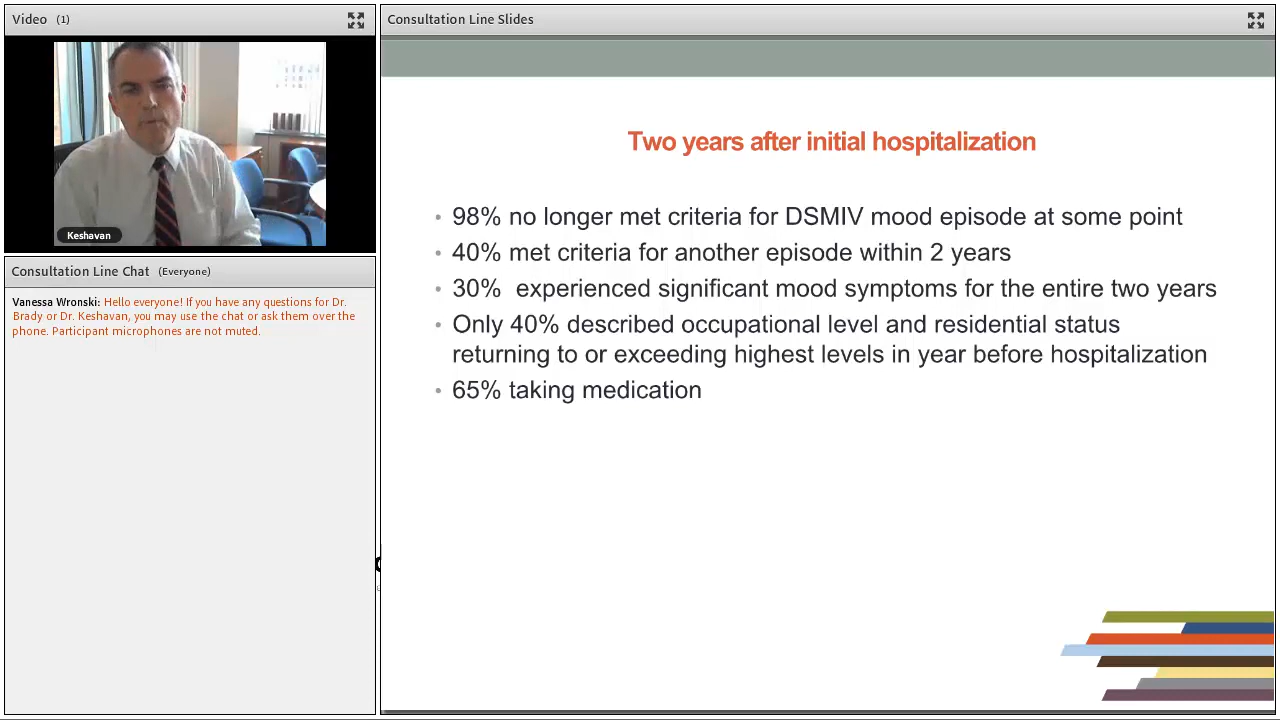 Video (1)
Keshavan
Consultation Line Chat (Everyone)
Vanessa Wronski: Hello everyone! If you have any questions for Dr.
Brady or Dr. Keshavan, you may use the chat or ask them over the
phone. Participant microphones are not muted.
Consultation Line Slides
Two years after initial hospitalization
• 98% no longer met criteria for DSMIV mood episode at some point
• 40% met criteria for another episode within 2 years
• 30% experienced significant mood symptoms for the entire two years
• Only 40% described occupational level and residential status
returning to or exceeding highest levels in year before hospitalization
• 65% taking medication